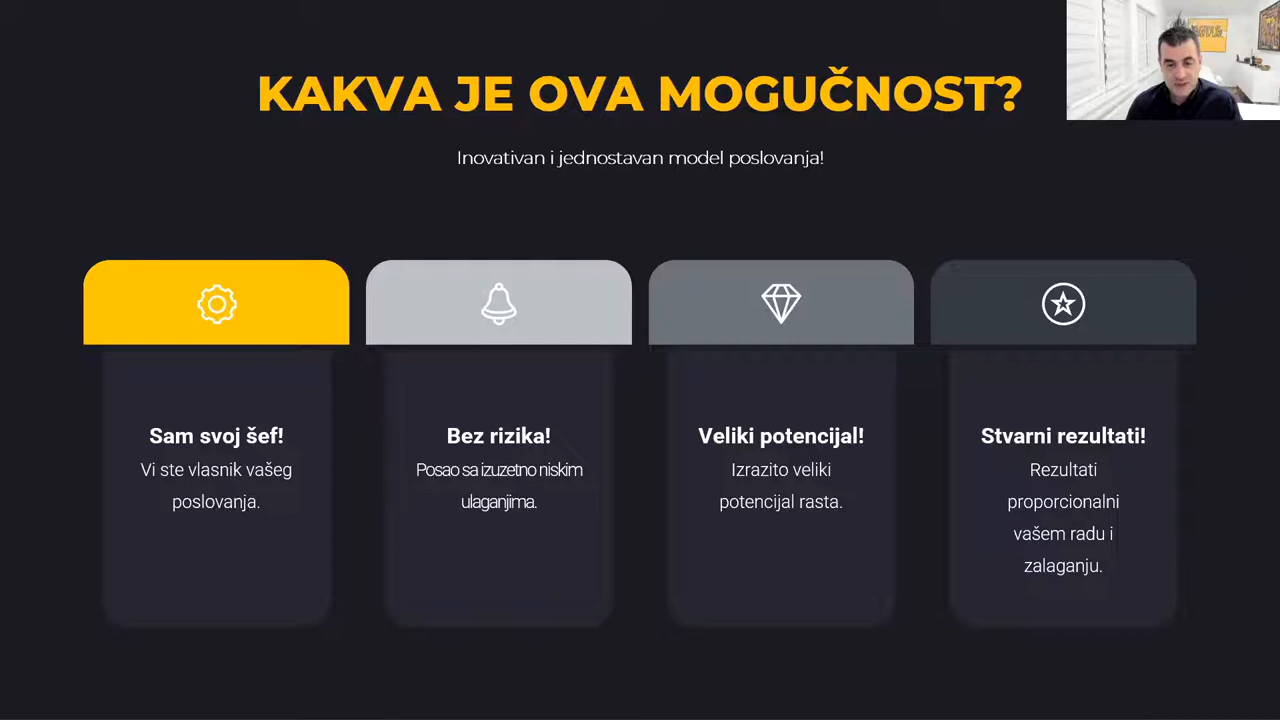 KAKVA JE OVA MOGUČNOST?
Inovativan i jednostavan model poslovanja!
Sam svoj šef!
Vi ste vlasnik vašeg
poslovanja.
Bez rizika!
Posao sa izuzetno niskim
ulaganjima.
Veliki potencijal!
Izrazito veliki
potencijal rasta.
Stvarni rezultati!
Rezultati
proporcionalni
vašem radu i
zalaganju.